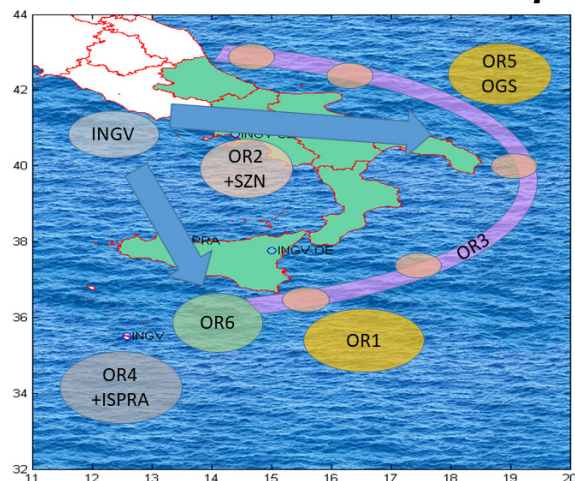 44
42
40
38
36
34
32
11
12
13
14
15
16
17
18
19
20
OR5
OGS
INGV
OR2
+SZN
OR3
PRA
INGV-DE
OR6
INGV
OR1
OR4
+ISPRA